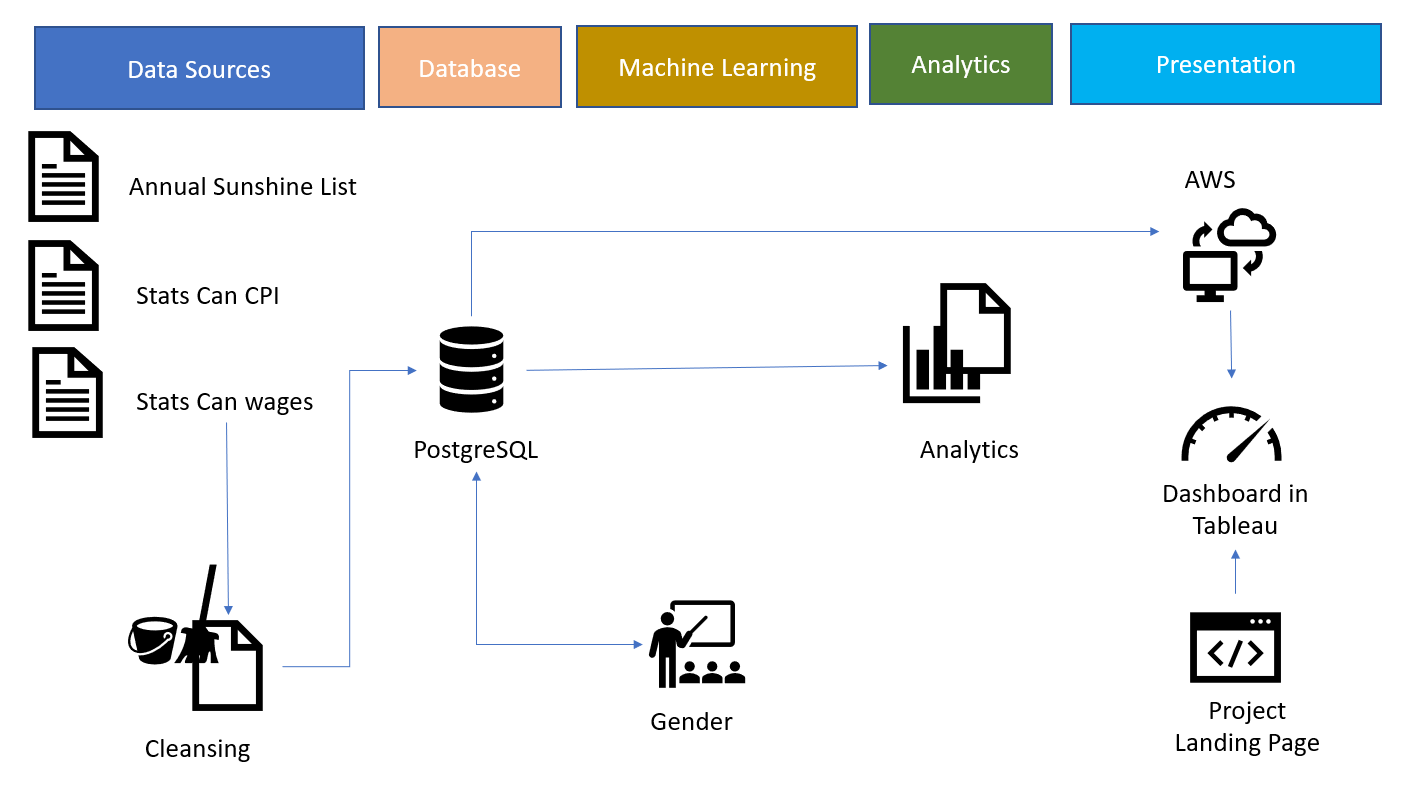 Data Sources
Database
Machine Learning
Analytics
Presentation
Annual Sunshine List
Stats Can CPI
Stats Can wages
Cleansing
PostgreSQL
Gender
Analytics
AWS
Dashboard in
Tableau
</>
Project
Landing Page